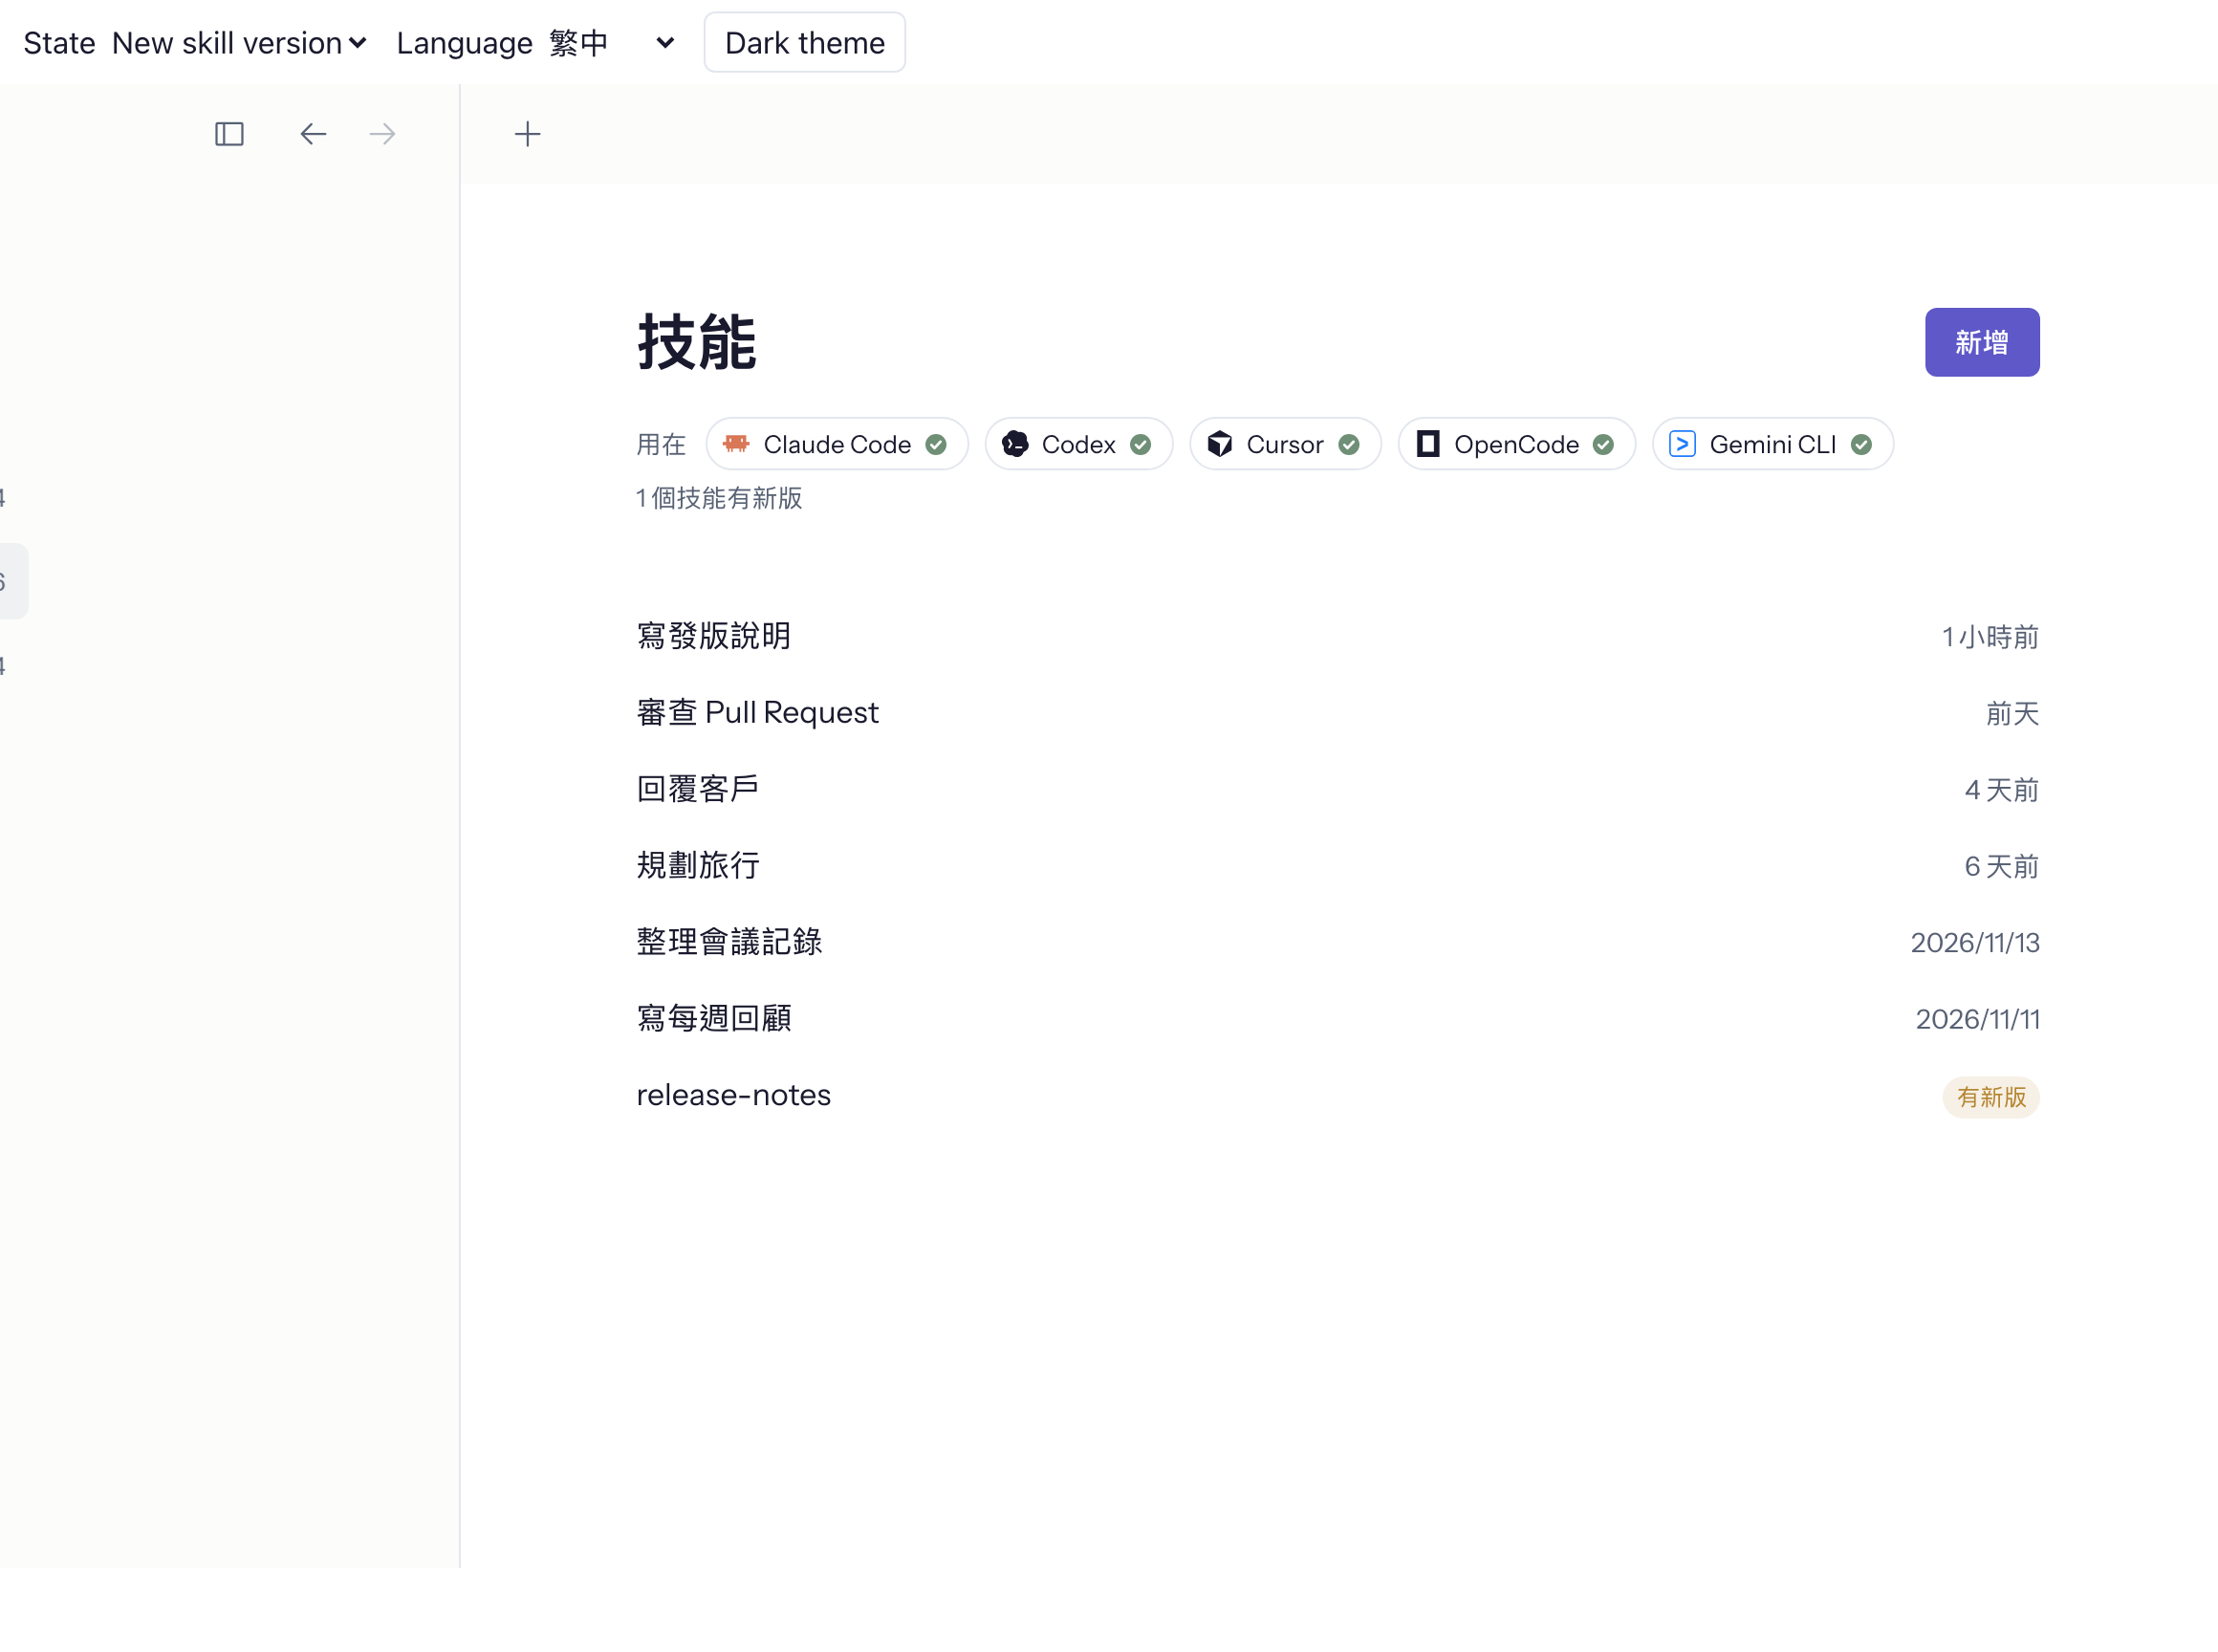 State New skill version Language 繁中 Dark theme
技能 新增
用在 Claude Code Codex Cursor OpenCode Gemini CLI
1 個技能有新版
寫發版說明 1 小時前
審查 Pull Request 前天
回覆客戶 4 天前
規劃旅行 6 天前
整理會議記錄 2026/11/13
寫每週回顧 2026/11/11
release-notes 有新版